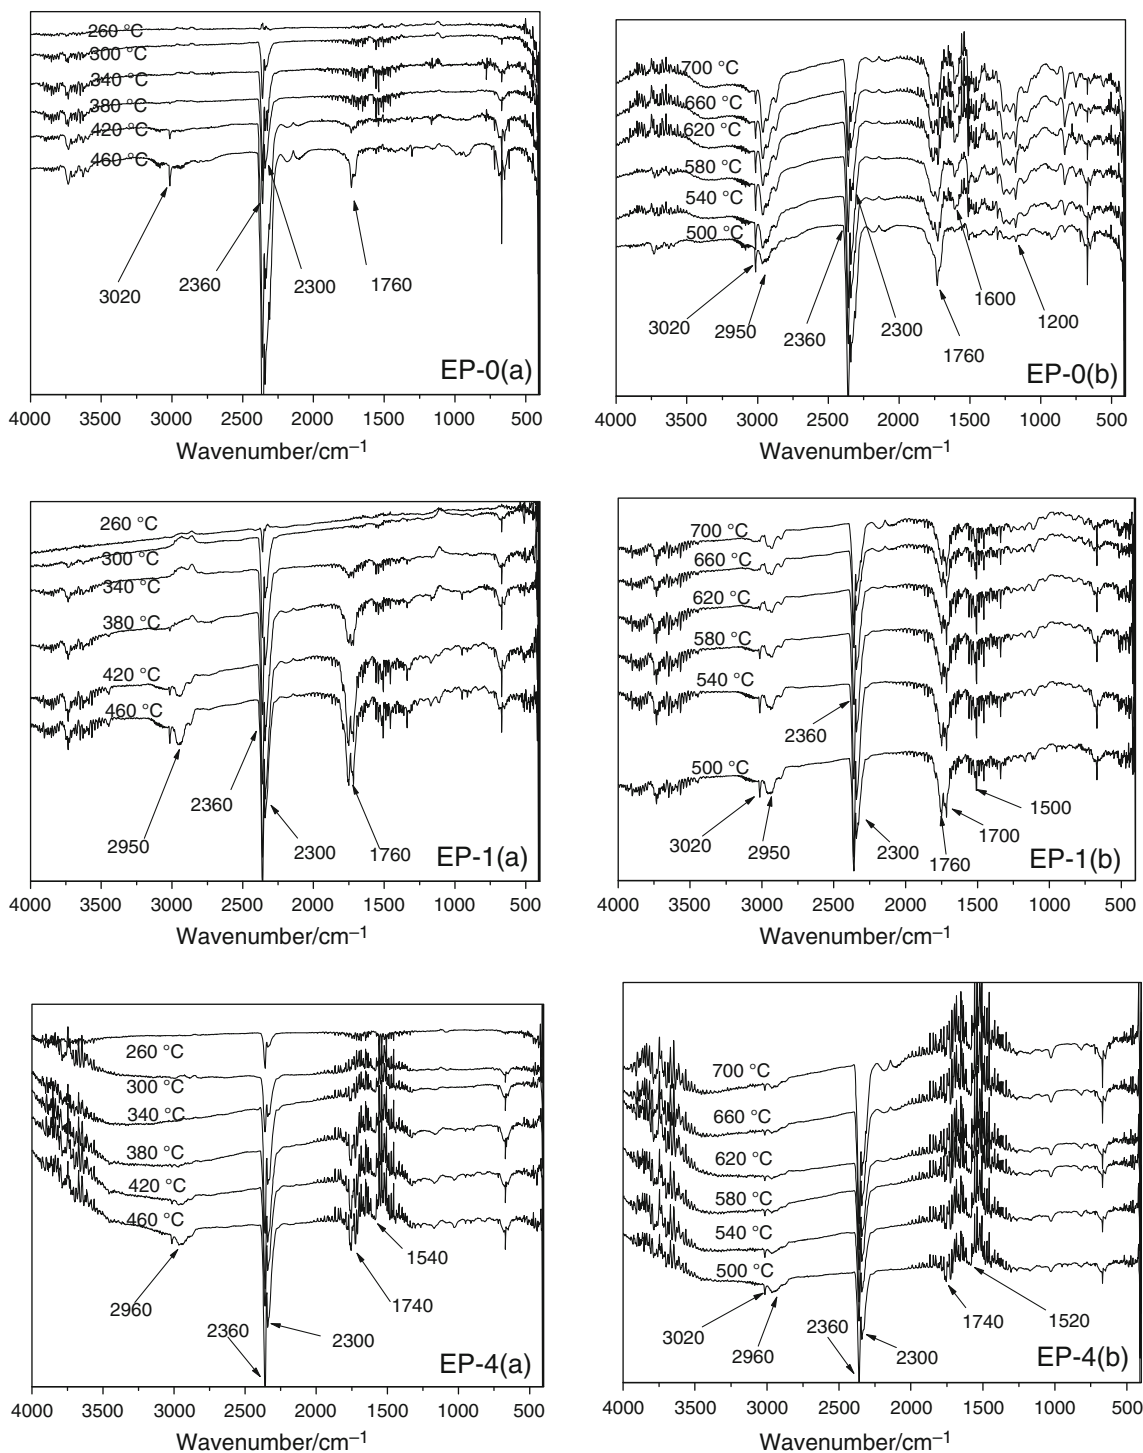 260 °C
300 °C
340 °C
380 °C
420 °C
460 °C
3020
2360
2300
1760
EP-0(a)
4000 3500 3000 2500 2000 1500 1000 500
Wavenumber/cm–1
700 °C
660 °C
620 °C
580 °C
540 °C
500 °C
3020
2950
2360
2300
1760
1600
1200
EP-0(b)
4000 3500 3000 2500 2000 1500 1000 500
Wavenumber/cm–1
260 °C
300 °C
340 °C
380 °C
420 °C
460 °C
2950
2360
2300
1760
EP-1(a)
4000 3500 3000 2500 2000 1500 1000 500
Wavenumber/cm–1
700 °C
660 °C
620 °C
580 °C
540 °C
2360
500 °C
3020
2950
2300
1760
1700
1500
EP-1(b)
4000 3500 3000 2500 2000 1500 1000 500
Wavenumber/cm–1
260 °C
300 °C
340 °C
380 °C
420 °C
460 °C
2960
2360
2300
1740
1540
EP-4(a)
4000 3500 3000 2500 2000 1500 1000 500
Wavenumber/cm–1
700 °C
660 °C
620 °C
580 °C
540 °C
500 °C
3020
2960
2360
2300
1740
1520
EP-4(b)
4000 3500 3000 2500 2000 1500 1000 500
Wavenumber/cm–1